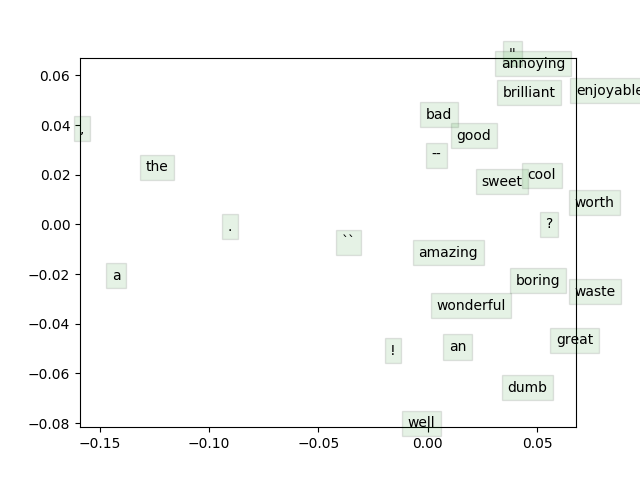 "
annoying
0.06
brilliant
enjoyable
bad
0.04
,
good
--
the
0.02
sweet
cool
worth
0.00
.
``
?
amazing
−0.02
a
boring
waste
wonderful
−0.04
!
an
great
−0.06
dumb
−0.08
well
−0.15
−0.10
−0.05
0.00
0.05